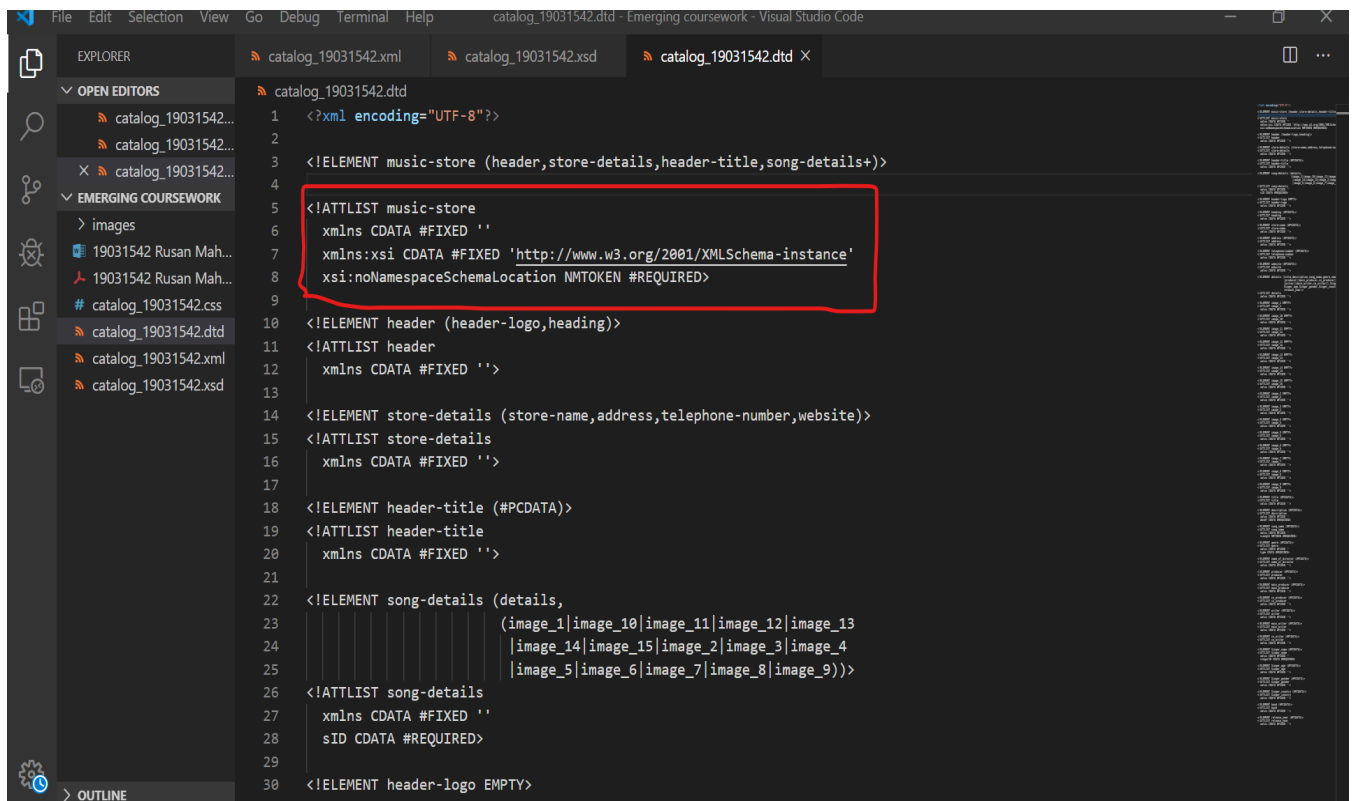 File Edit Selection View Go Debug Terminal Help catalog_19031542.dtd - Emerging coursework - Visual Studio Code
EXPLORER
catalog_19031542.xml catalog_19031542.xsd catalog_19031542.dtd
OPEN EDITORS
catalog_19031542...
catalog_19031542...
catalog_19031542...
EMERGING COURSEWORK
images
19031542 Rusan Mah...
19031542 Rusan Mah...
# catalog_19031542.css
catalog_19031542.dtd
catalog_19031542.xml
catalog_19031542.xsd
OUTLINE
catalog_19031542.dtd
1 <?xml encoding="UTF-8"?>
2
3 <!ELEMENT music-store (header,store-details,header-title,song-details+)>
4
5 <!ATTLIST music-store
6 xmlns CDATA #FIXED ''
7 xmlns:xsi CDATA #FIXED 'http://www.w3.org/2001/XMLSchema-instance'
8 xsi:noNamespaceSchemaLocation NMTOKEN #REQUIRED>
9
10 <!ELEMENT header (header-logo,heading)>
11 <!ATTLIST header
12 xmlns CDATA #FIXED ''>
13
14 <!ELEMENT store-details (store-name,address,telephone-number,website)>
15 <!ATTLIST store-details
16 xmlns CDATA #FIXED ''>
17
18 <!ELEMENT header-title (#PCDATA)>
19 <!ATTLIST header-title
20 xmlns CDATA #FIXED ''>
21
22 <!ELEMENT song-details (details,
23 (image_1|image_10|image_11|image_12|image_13
24 |image_14|image_15|image_2|image_3|image_4
25 |image_5|image_6|image_7|image_8|image_9))>
26 <!ATTLIST song-details
27 xmlns CDATA #FIXED ''
28 sID CDATA #REQUIRED>
29
30 <!ELEMENT header-logo EMPTY>